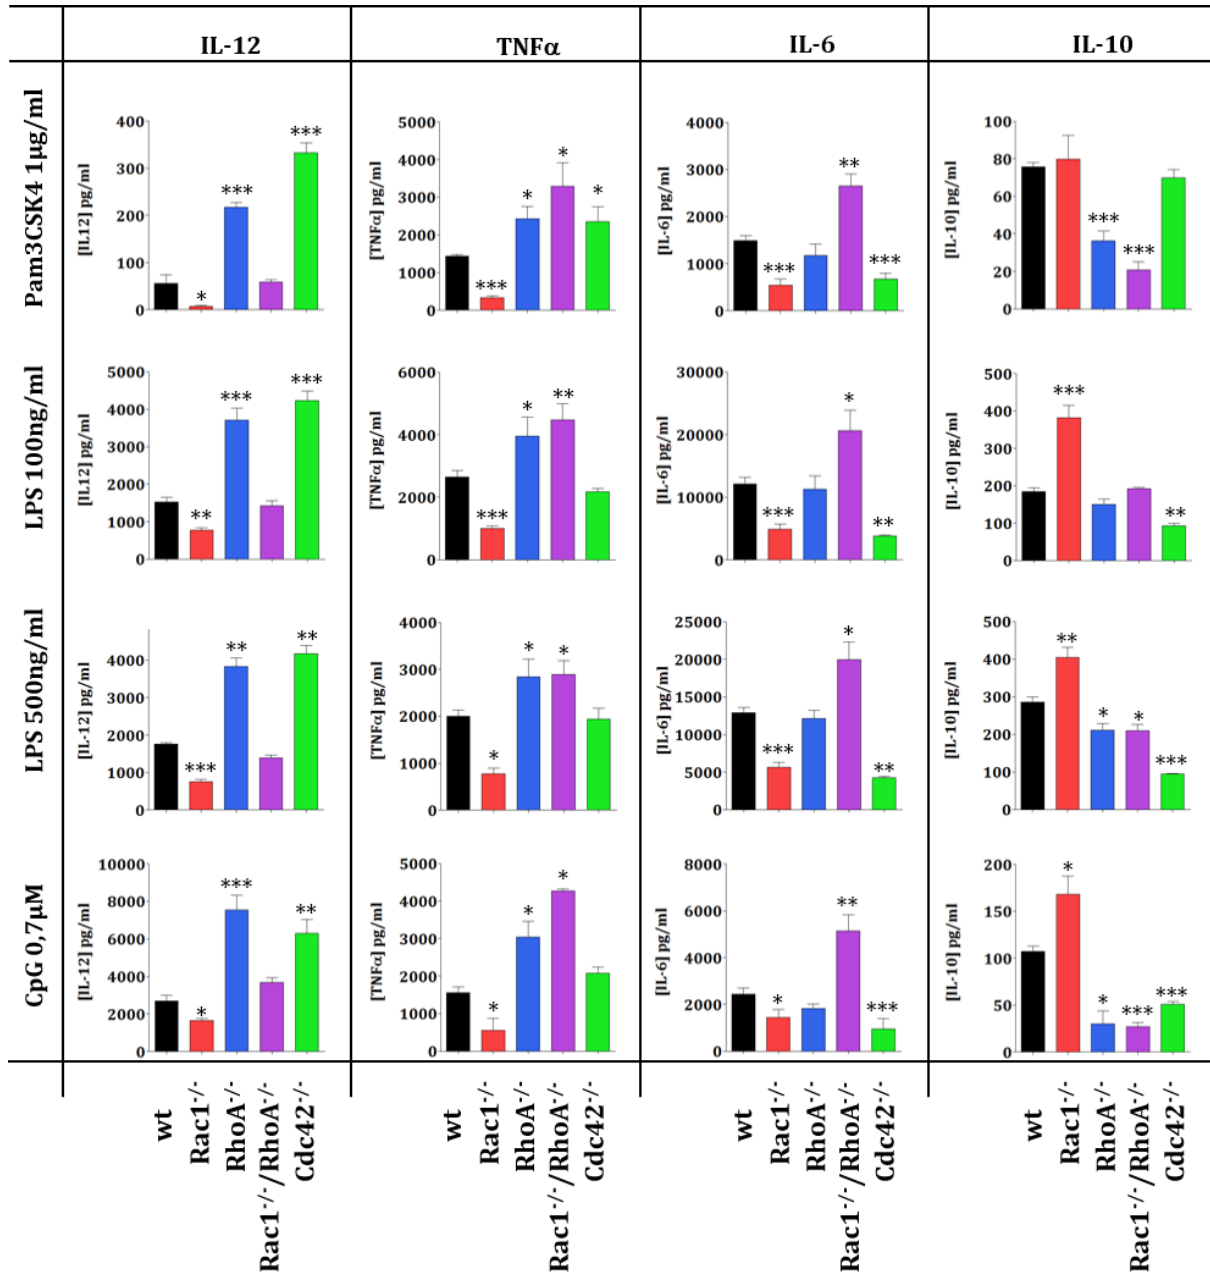 IL-12 TNFα IL-6 IL-10
Pam3CSK4 1µg/ml
[IL12] pg/ml
400
300
200
100
0
* *** ***
[TNFα] pg/ml
5000
4000
3000
2000
1000
0
*** * * *
[IL-6] pg/ml
4000
3000
2000
1000
0
*** ** ***
[IL-10] pg/ml
100
80
60
40
20
0
*** ***
LPS 100ng/ml
[IL12] pg/ml
5000
4000
3000
2000
1000
0
** *** ***
[TNFα] pg/ml
6000
4000
2000
0
*** * **
[IL-6] pg/ml
30000
20000
10000
0
*** * **
[IL-10] pg/ml
500
400
300
200
100
0
*** **
LPS 500ng/ml
[IL-12] pg/ml
4000
3000
2000
1000
0
*** ** **
[TNFα] pg/ml
4000
3000
2000
1000
0
* * *
[IL-6] pg/ml
25000
20000
15000
10000
5000
0
*** * **
[IL-10] pg/ml
500
400
300
200
100
0
** * * ***
CpG 0,7µM
[IL-12] pg/ml
10000
8000
6000
4000
2000
0
* *** **
[TNFα] pg/ml
5000
4000
3000
2000
1000
0
* * *
[IL-6] pg/ml
8000
6000
4000
2000
0
* ** ***
[IL-10] pg/ml
200
150
100
50
0
* * *** ***
wt
Rac1⁻/⁻
RhoA⁻/⁻
Rac1⁻/⁻/RhoA⁻/⁻
Cdc42⁻/⁻
wt
Rac1⁻/⁻
RhoA⁻/⁻
Rac1⁻/⁻/RhoA⁻/⁻
Cdc42⁻/⁻
wt
Rac1⁻/⁻
RhoA⁻/⁻
Rac1⁻/⁻/RhoA⁻/⁻
Cdc42⁻/⁻
wt
Rac1⁻/⁻
RhoA⁻/⁻
Rac1⁻/⁻/RhoA⁻/⁻
Cdc42⁻/⁻